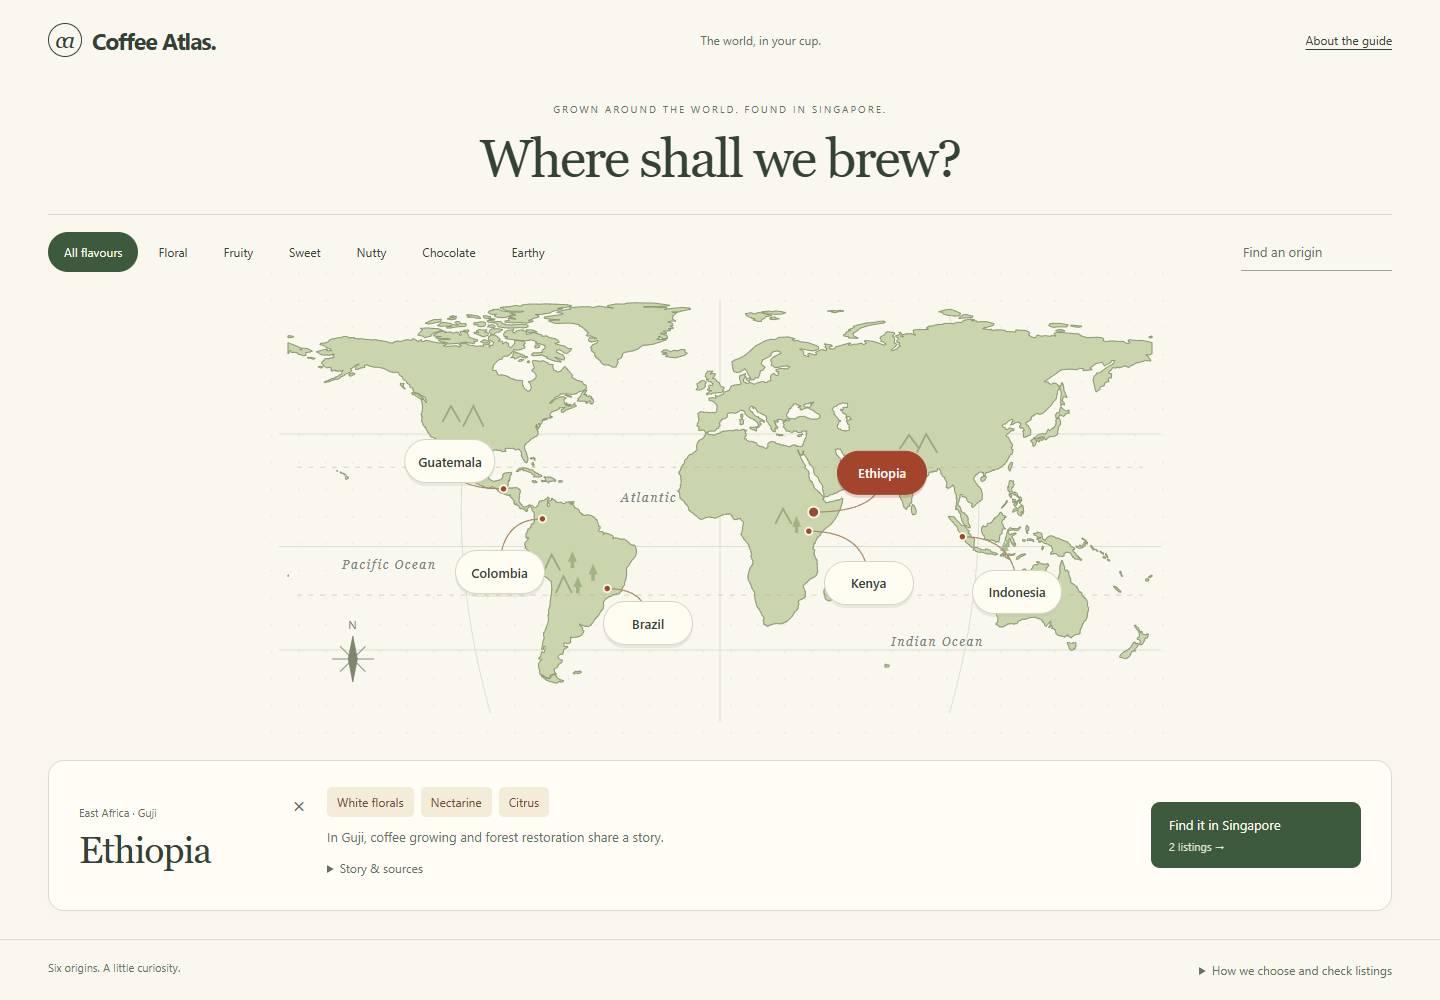 ca Coffee Atlas.
The world, in your cup.
About the guide
GROWN AROUND THE WORLD. FOUND IN SINGAPORE.
Where shall we brew?
All flavours
Floral
Fruity
Sweet
Nutty
Chocolate
Earthy
Find an origin
Guatemala
Ethiopia
Atlantic
Pacific Ocean
Colombia
Kenya
Indonesia
Brazil
N
Indian Ocean
East Africa · Guji
Ethiopia
×
White florals
Nectarine
Citrus
In Guji, coffee growing and forest restoration share a story.
▶ Story & sources
Find it in Singapore
2 listings →
Six origins. A little curiosity.
▶ How we choose and check listings